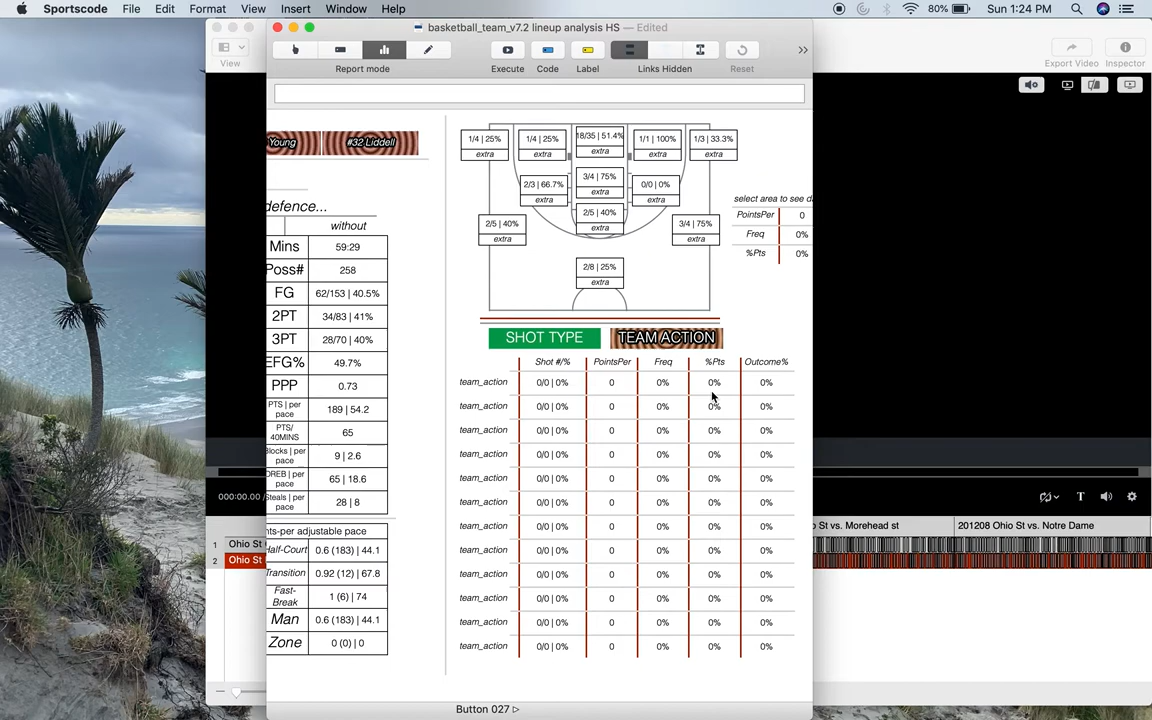 Sportscode File Edit Format View Insert Window Help 80% Sun 1:24 PM
basketball_team_v7.2 lineup analysis HS — Edited
View Report mode Execute Code Label Links Hidden Reset Export Video Inspector
Young #32 Liddell
1/4 | 25% 1/4 | 25% 18/35 | 51.4% 1/1 | 100% 1/3 | 33.3%
extra extra extra extra extra
2/3 | 66.7% 3/4 | 75% 0/0 | 0%
extra extra extra
2/5 | 40% 2/5 | 40% 3/4 | 75%
extra extra extra
2/8 | 25%
extra
select area to see d
PointsPer 0
Freq 0%
%Pts 0%
defence...
without
Mins 59:29
Poss# 258
FG 62/153 | 40.5%
2PT 34/83 | 41%
3PT 28/70 | 40%
EFG% 49.7%
PPP 0.73
PTS | per pace 189 | 54.2
PTS/ 40MINS 65
Blocks | per pace 9 | 2.6
OREB | per pace 65 | 18.6
Steals | per pace 28 | 8
nts-per adjustable pace
Half-Court 0.6 (183) | 44.1
Transition 0.92 (12) | 67.8
Fast-Break 1 (6) | 74
Man 0.6 (183) | 44.1
Zone 0 (0) | 0
SHOT TYPE TEAM ACTION
Shot #/% PointsPer Freq %Pts Outcome%
team_action 0/0 | 0% 0 0% 0% 0%
team_action 0/0 | 0% 0 0% 0% 0%
team_action 0/0 | 0% 0 0% 0% 0%
team_action 0/0 | 0% 0 0% 0% 0%
team_action 0/0 | 0% 0 0% 0% 0%
team_action 0/0 | 0% 0 0% 0% 0%
team_action 0/0 | 0% 0 0% 0% 0%
team_action 0/0 | 0% 0 0% 0% 0%
team_action 0/0 | 0% 0 0% 0% 0%
team_action 0/0 | 0% 0 0% 0% 0%
team_action 0/0 | 0% 0 0% 0% 0%
team_action 0/0 | 0% 0 0% 0% 0%
000:00.00 /
T
St vs. Morehead st 201208 Ohio St vs. Notre Dame
1 Ohio St
2 Ohio St
Button 027